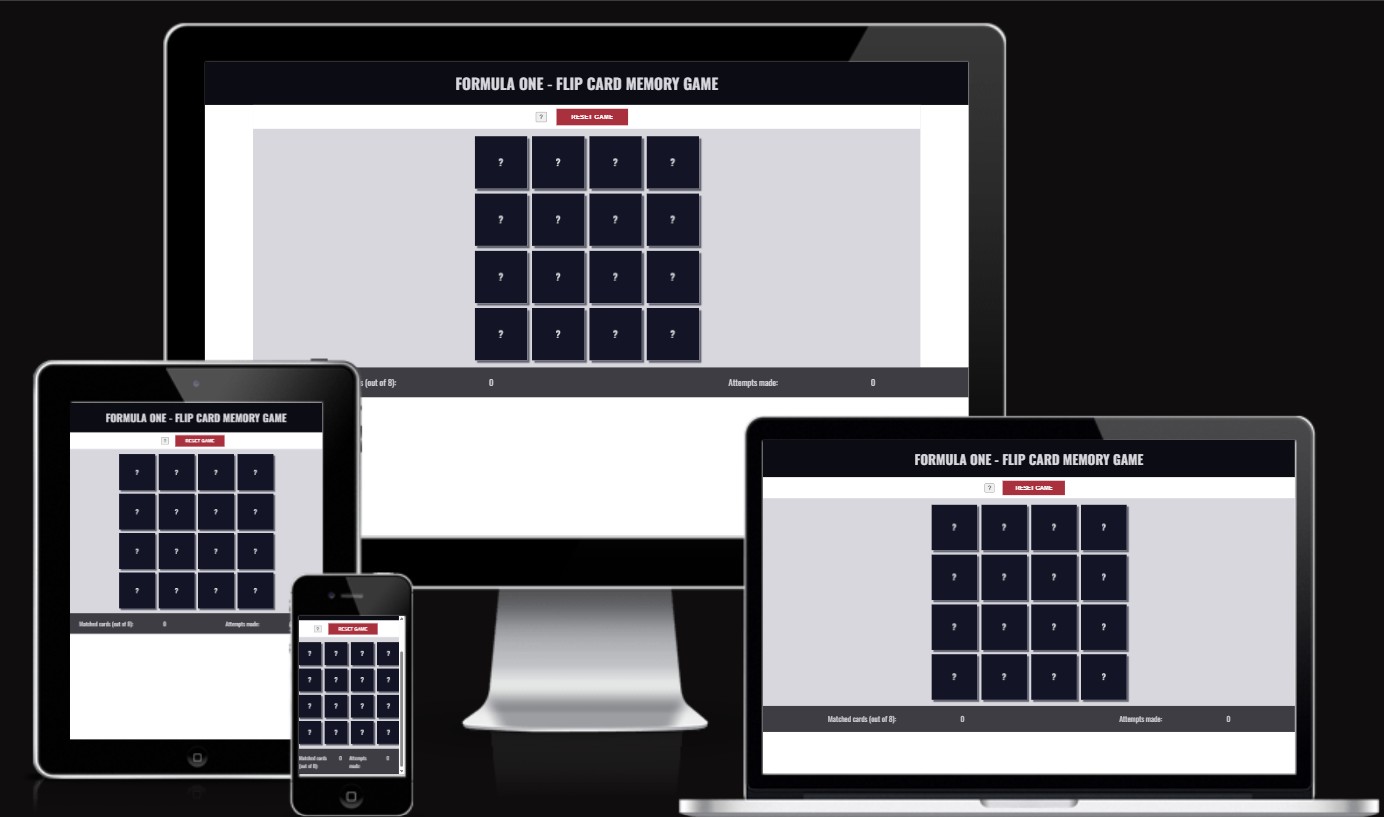 FORMULA ONE - FLIP CARD MEMORY GAME
? RESET GAME
? ? ? ?
? ? ? ?
? ? ? ?
? ? ? ?
(out of 8): 0 Attempts made: 0
FORMULA ONE - FLIP CARD MEMORY GAME
? RESET GAME
? ? ? ?
? ? ? ?
? ? ? ?
? ? ? ?
Matched cards (out of 8): 0 Attempts made:
? RESET GAME
? ? ? ?
? ? ? ?
? ? ? ?
? ? ? ?
Matched cards 0 Attempts 0
(out of 8): made:
FORMULA ONE - FLIP CARD MEMORY GAME
? RESET GAME
? ? ? ?
? ? ? ?
? ? ? ?
? ? ? ?
Matched cards (out of 8): 0 Attempts made: 0